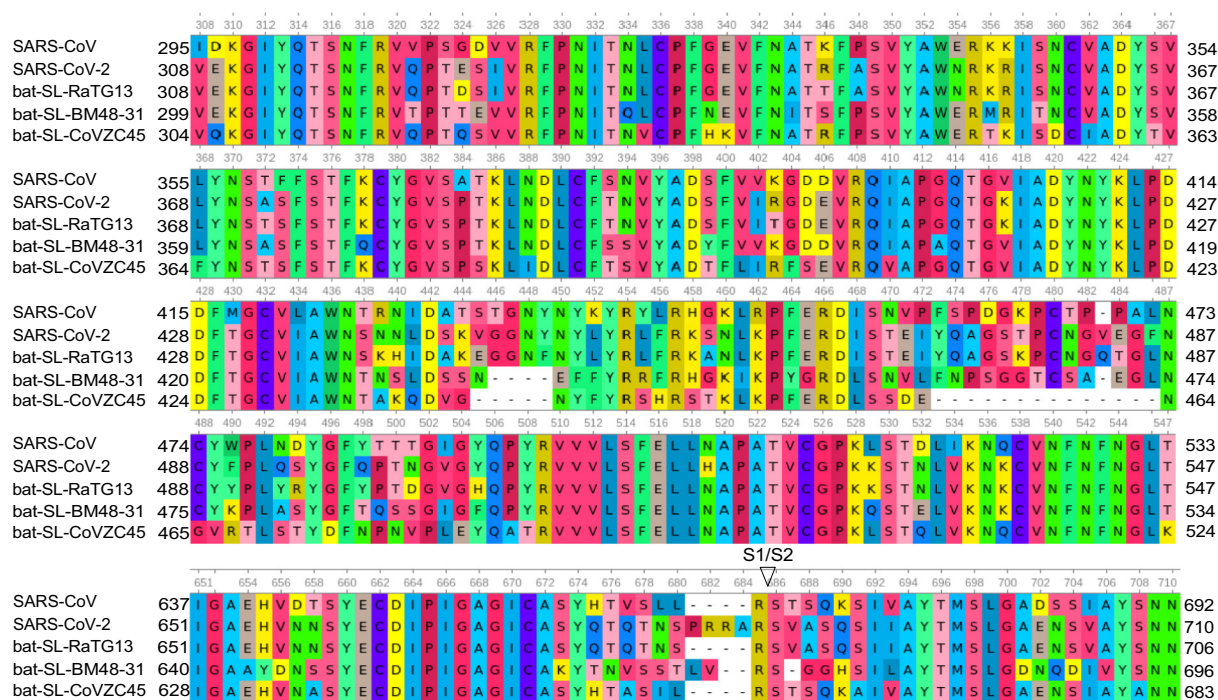 308 310 312 314 316 318 320 322 324 326 328 330 332 334 336 338 340 342 344 346 348 350 352 354 356 358 360 362 364 367
SARS-CoV 295 IDKGIYQTSNFRVVPSGDVVRFPNITNLCPFGEVFNATKFPSVYAWERKKISNCVADYSV 354
SARS-CoV-2 308 VEKGIYQTSNFRVQPTESIVRFPNITNLCPFGEVFNATRFASVYAWNRKRISNCVADYSV 367
bat-SL-RaTG13 308 VEKGIYQTSNFRVQPTDSIVRFPNITNLCPFGEVFNATTFASVYAWNRKRISNCVADYSV 367
bat-SL-BM48-31 299 VEKGIYQTSNFRVTPTTEVVRFPNITQLCPFNEVFNITSFPSVYAWERMRITNCVADYSV 358
bat-SL-CoVZC45 304 VQKGIYQTSNFRVQPTQSVVRFPNITNVCPFHKVFNATRFPSVYAWERTKISDCIADYTV 363
368 370 372 374 376 378 380 382 384 386 388 390 392 394 396 398 400 402 404 406 408 410 412 414 416 418 420 422 424 427
SARS-CoV 355 LYNSTFFSTFKCYGVSATKLNDLCFSNVYADSFVVKGDDVRQIAPGQTGVIADYNYKLPD 414
SARS-CoV-2 368 LYNSASFSTFKCYGVSPTKLNDLCFTNVYADSFVIRGDEVRQIAPGQTGKIADYNYKLPD 427
bat-SL-RaTG13 368 LYNSTSFSTFKCYGVSPTKLNDLCFTNVYADSFVITGDEVRQIAPGQTGKIADYNYKLPD 427
bat-SL-BM48-31 359 LYNSASFSTFQCYGVSPTKLNDLCFSSVYADYFVVKGDDVRQIAPAQTGVIADYNYKLPD 419
bat-SL-CoVZC45 364 FYNSTSFSTFKCYGVSPSKLIDLCFTSVYADTFLIRFSEVRQVAPGQTGVIADYNYKLPD 423
428 430 432 434 436 438 440 442 444 446 448 450 452 454 456 458 460 462 464 466 468 470 472 474 476 478 480 482 484 487
SARS-CoV 415 DFMGCVLAWNTRNIDATSTGNYNYKYRYLRHGKLRPFERDISNVPFSPDGKPCTP-PALN 473
SARS-CoV-2 428 DFTGCVIAWNSNNLDSKVGGNYNYLYRLFRKSNLKPFERDISTEIYQAGSTPCNGVEGFN 487
bat-SL-RaTG13 428 DFTGCVIAWNSKHIDAKEGGNFNYLYRLFRKANLKPFERDISTEIYQAGSKPCNGQTGLN 487
bat-SL-BM48-31 420 DFTGCVIAWNTNSLDSSN----EFFYRRFRHGKIKPYGRDLSNVLFNPSGGTCSA-EGLN 474
bat-SL-CoVZC45 424 DFTGCVIAWNTAKQDVG-----NYFYRSHRSTKLKPFERDLSSDE--------------N 464
488 490 492 494 496 498 500 502 504 506 508 510 512 514 516 518 520 522 524 526 528 530 532 534 536 538 540 542 544 547
SARS-CoV 474 CYWPLNDYGFYTTTGIGYQPYRVVVLSFELLNAPATVCGPKLSTDLIKNQCVNFNFNGLT 533
SARS-CoV-2 488 CYFPLQSYGFQPTNGVGYQPYRVVVLSFELLHAPATVCGPKKSTNLVKNKCVNFNFNGLT 547
bat-SL-RaTG13 488 CYYPLYRYGFYPTDGVGHQPYRVVVLSFELLNAPATVCGPKKSTNLVKNKCVNFNFNGLT 547
bat-SL-BM48-31 475 CYKPLASYGFTQSSGIGFQPYRVVVLSFELLNAPATVCGPKQSTELVKNKCVNFNFNGLT 534
bat-SL-CoVZC45 465 GVRTLSTYDFNPNVPLEYQATRVVVLSFELLNAPATVCGPKLSTQLVKNQCVNFNFNGLK 524
S1/S2
651 654 656 658 660 662 664 666 668 670 672 674 676 678 680 682 684 686 688 690 692 694 696 698 700 702 704 706 708 710
SARS-CoV 637 IGAEHVDTSYECDIPIGAGICASYHTVSLL----RSTSQKSIVAYTMSLGADSSIAYSNN 692
SARS-CoV-2 651 IGAEHVNNSYECDIPIGAGICASYQTQTNSPRRARSVASQSIIAYTMSLGAENSVAYSNN 710
bat-SL-RaTG13 651 IGAEHVNNSYECDIPIGAGICASYQTQTNS----RSVASQSIIAYTMSLGAENSVAYSNN 706
bat-SL-BM48-31 640 IGAAYDNSSYECDIPIGAGICAKYTNVSSTLV--RS-GGHSILAYTMSLGDNQDIVYSNN 696
bat-SL-CoVZC45 628 IGAEHVNASYECDIPIGAGICASYHTASIL----RSTSQKAIVAYTMSLGAENSIAYSNN 683